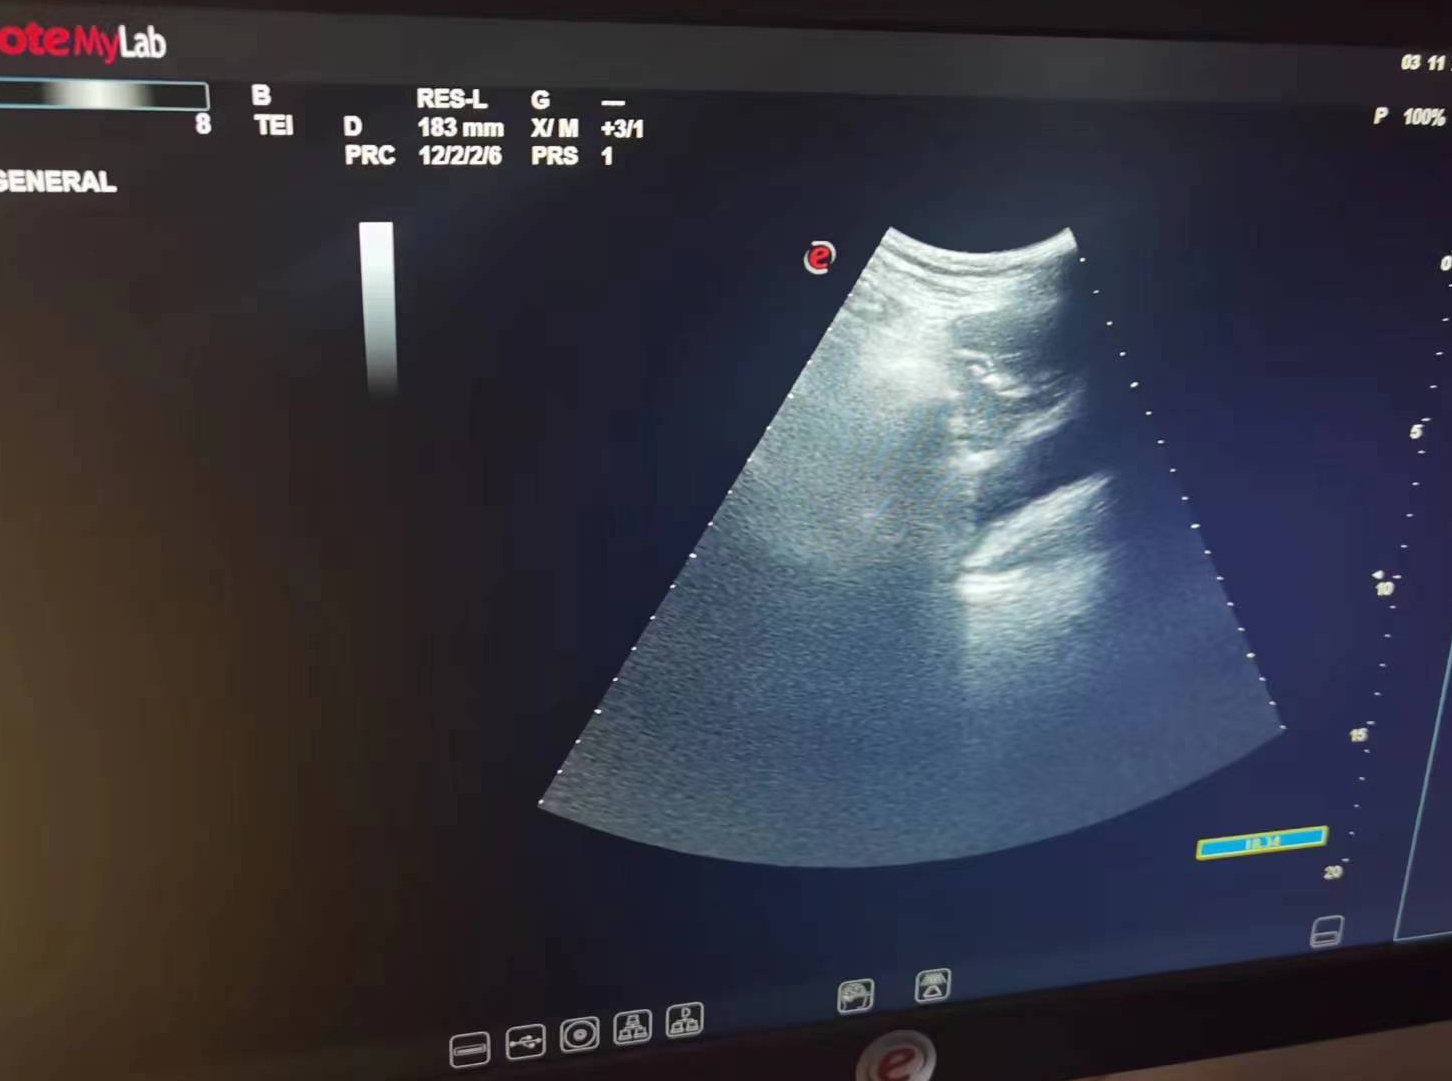 oteMyLab
03 11
B RES-L G —
P 100%
8 TEI D 183 mm X/M +3/1
PRC 12/2/2/6 PRS 1
GENERAL
e
0
5
10
15
20
D
e